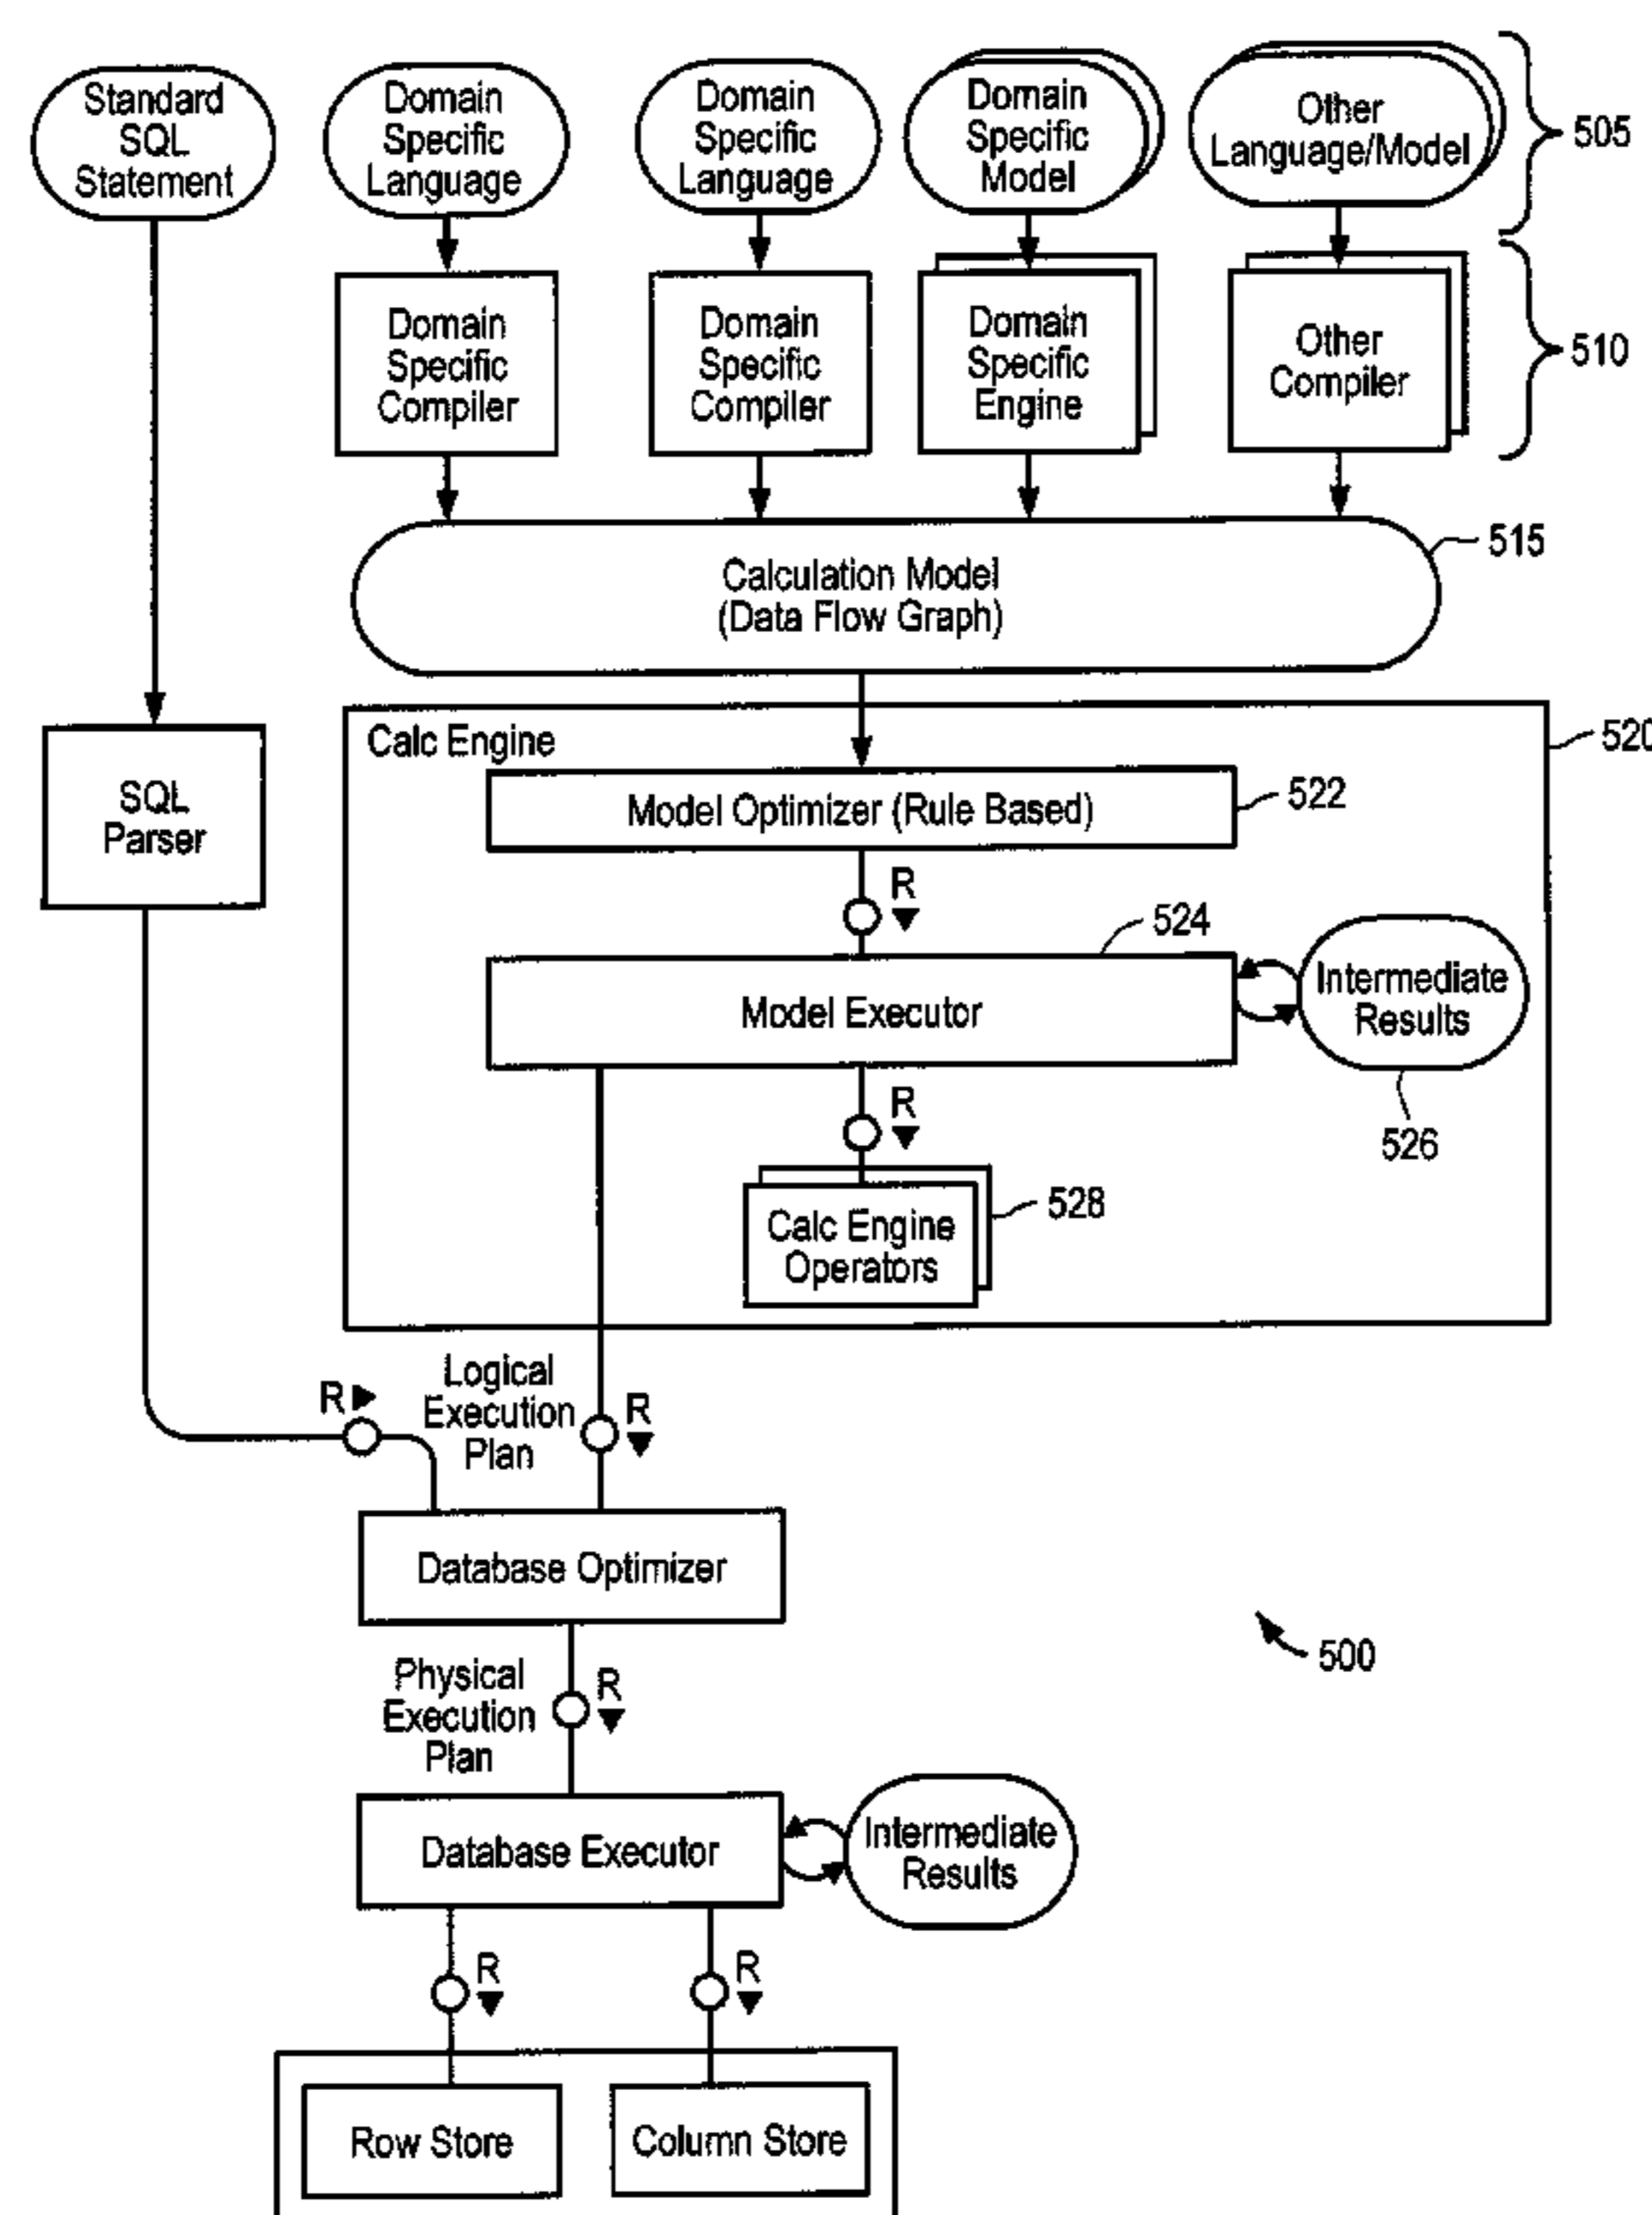 Standard
SQL
Statement
Domain
Specific
Language
Domain
Specific
Language
Domain
Specific
Model
Other
Language/Model
505
Domain
Specific
Compiler
Domain
Specific
Compiler
Domain
Specific
Engine
Other
Compiler
510
Calculation Model
(Data Flow Graph)
515
SQL
Parser
Calc Engine
520
Model Optimizer (Rule Based)
522
R
524
Model Executor
Intermediate
Results
526
R
Calc Engine
Operators
528
R
Logical
Execution
Plan
R
Database Optimizer
500
Physical
Execution
Plan
R
Database Executor
Intermediate
Results
R
R
Row Store
Column Store